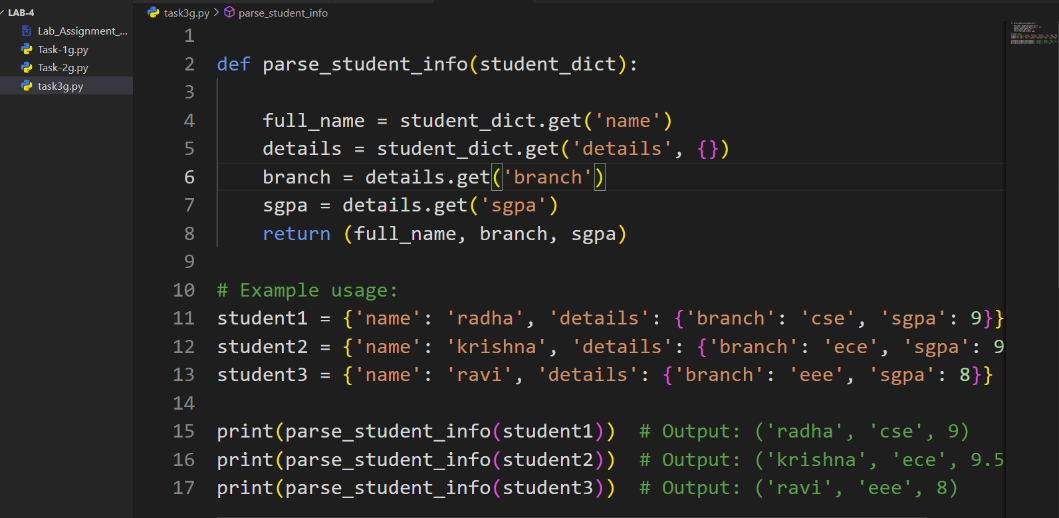 LAB-4
Lab_Assignment_...
Task-1g.py
Task-2g.py
task3g.py
task3g.py > parse_student_info
1
2 def parse_student_info(student_dict):
3
4     full_name = student_dict.get('name')
5     details = student_dict.get('details', {})
6     branch = details.get('branch')
7     sgpa = details.get('sgpa')
8     return (full_name, branch, sgpa)
9
10 # Example usage:
11 student1 = {'name': 'radha', 'details': {'branch': 'cse', 'sgpa': 9}}
12 student2 = {'name': 'krishna', 'details': {'branch': 'ece', 'sgpa': 9
13 student3 = {'name': 'ravi', 'details': {'branch': 'eee', 'sgpa': 8}}
14
15 print(parse_student_info(student1))  # Output: ('radha', 'cse', 9)
16 print(parse_student_info(student2))  # Output: ('krishna', 'ece', 9.5
17 print(parse_student_info(student3))  # Output: ('ravi', 'eee', 8)